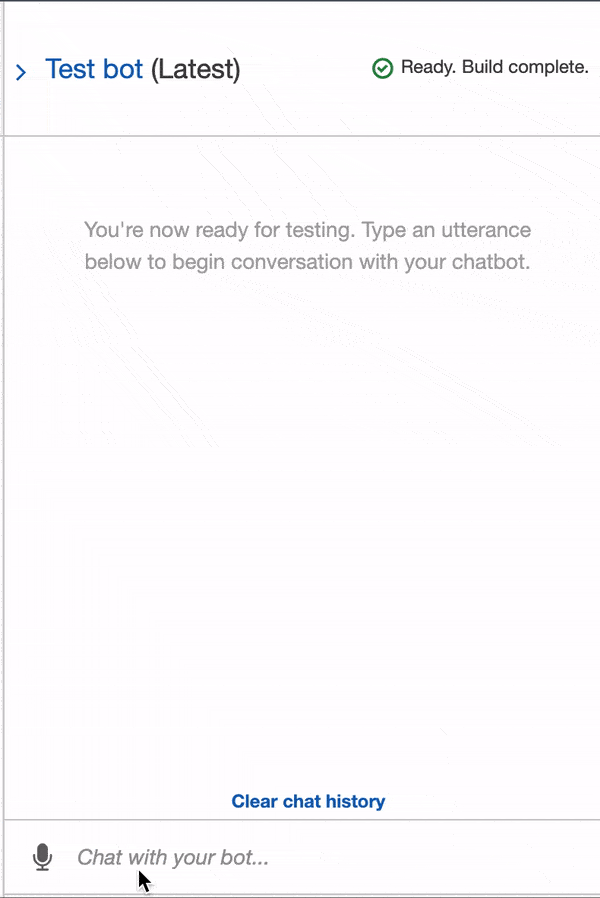 Test bot (Latest)
Ready. Build complete.
You're now ready for testing. Type an utterance
below to begin conversation with your chatbot.
Clear chat history
Chat with your bot...